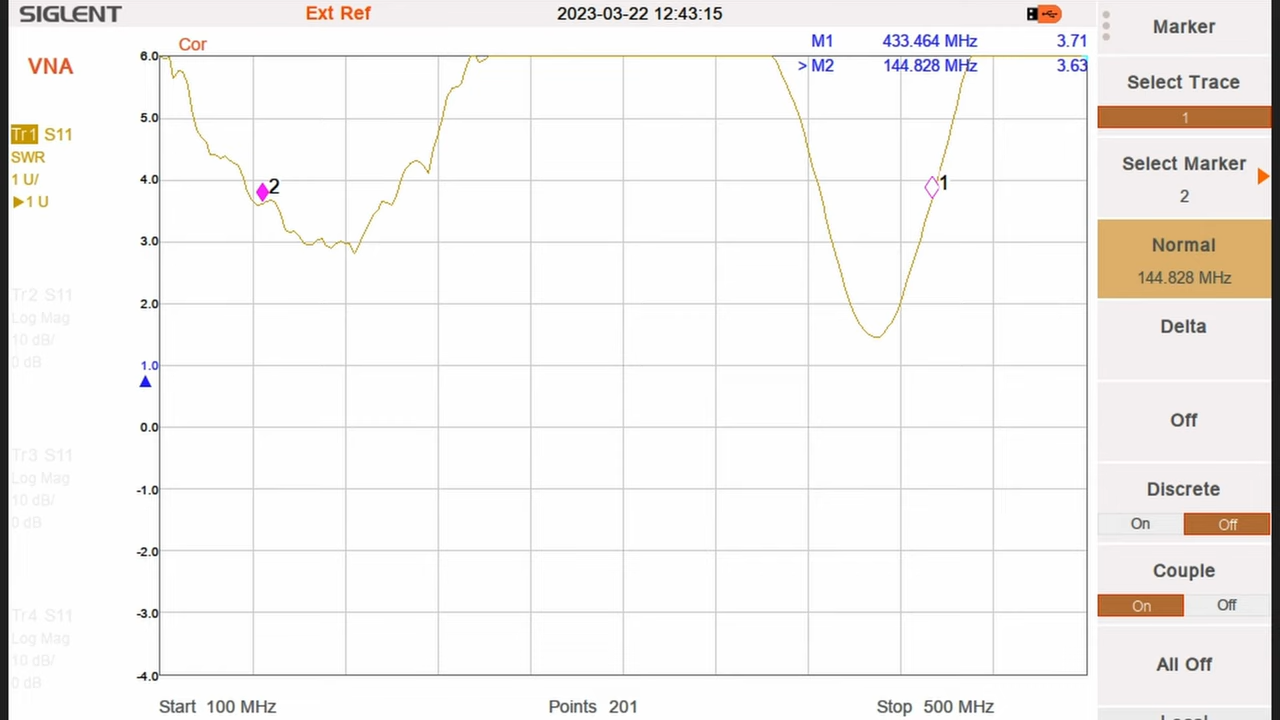 SIGLENT
Ext Ref
2023-03-22 12:43:15
VNA
Cor
M1 433.464 MHz 3.71
> M2 144.828 MHz 3.63
Tr1 S11
SWR
1 U/
▶1 U
Tr2 S11
Log Mag
10 dB/
0 dB
Tr3 S11
Log Mag
10 dB/
0 dB
Tr4 S11
Log Mag
10 dB/
0 dB
6.0
5.0
4.0
3.0
2.0
1.0
0.0
-1.0
-2.0
-3.0
-4.0
2
1
Start 100 MHz
Points 201
Stop 500 MHz
Marker
Select Trace
1
Select Marker
2
Normal
144.828 MHz
Delta
Off
Discrete
On Off
Couple
On Off
All Off